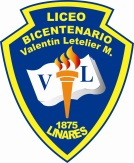 LICEO
BICENTENARIO
Valentín Letelier M.
V L
1875
LINARES